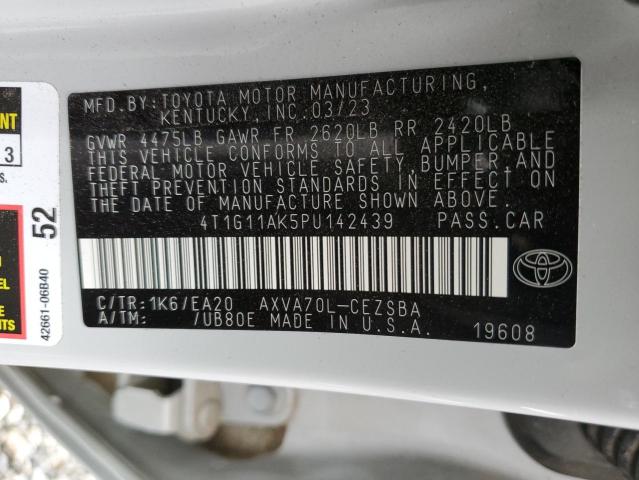 MFD.BY:TOYOTA MOTOR MANUFACTURING,
KENTUCKY, INC. 03/23
GVWR 4475LB GAWR FR 2620LB RR 2420LB
THIS VEHICLE CONFORMS TO ALL APPLICABLE
FEDERAL MOTOR VEHICLE SAFETY, BUMPER, AND
THEFT PREVENTION STANDARDS IN EFFECT ON
THE DATE OF MANUFACTURE SHOWN ABOVE.
4T1G11AK5PU142439 PASS.CAR
C/TR:1K6/EA20 AXVA70L-CEZSBA
A/TM: /UB80E MADE IN U.S.A. 19608
52
42661-06B40
3